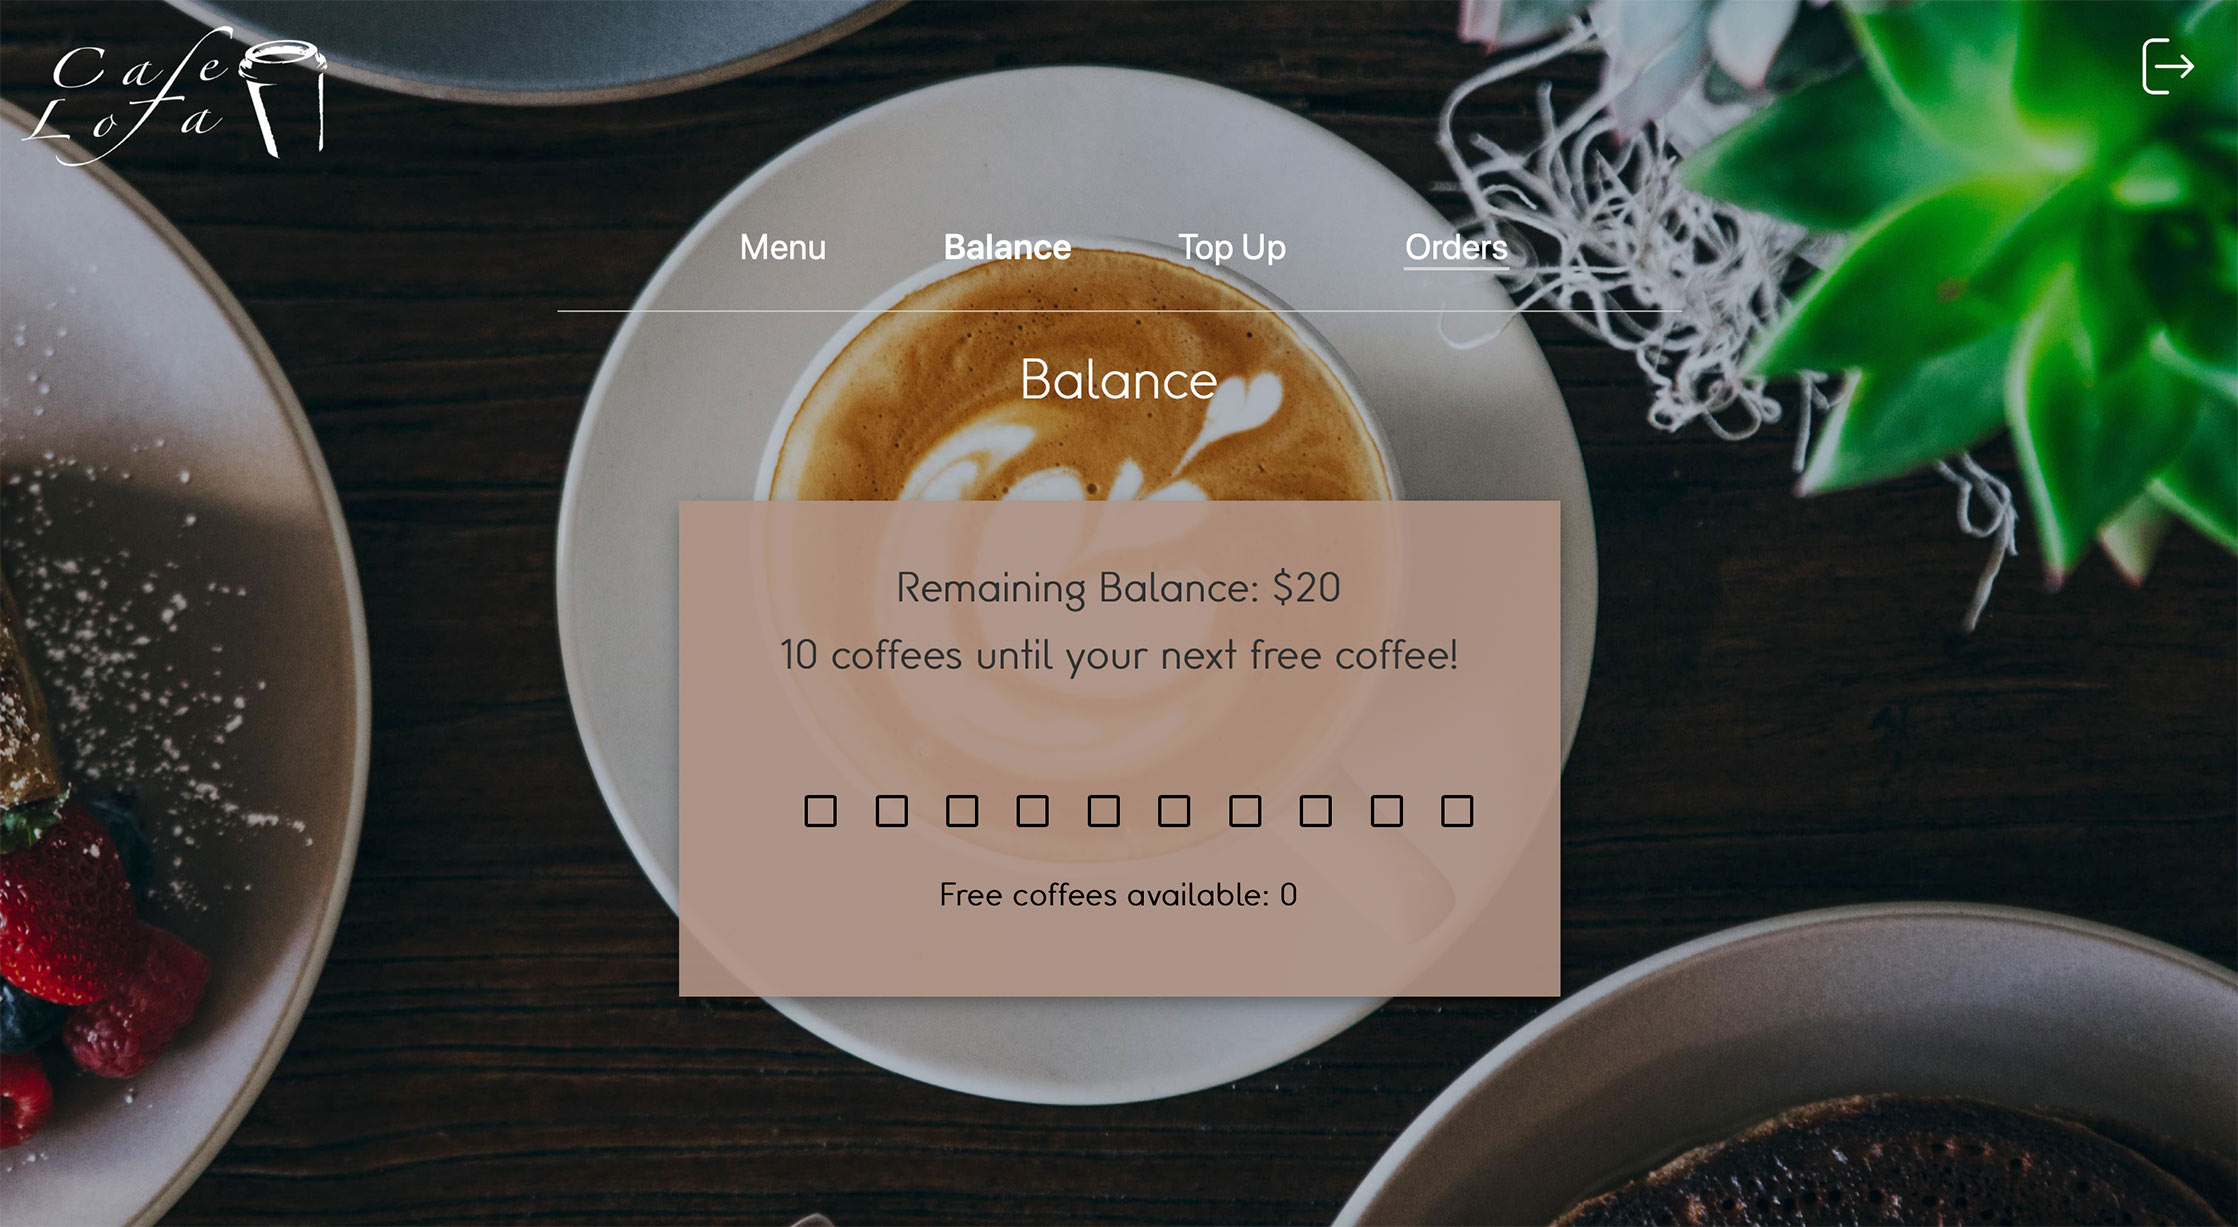 Cafe
Lofa
Menu Balance Top Up Orders
Balance
Remaining Balance: $20
10 coffees until your next free coffee!
Free coffees available: 0